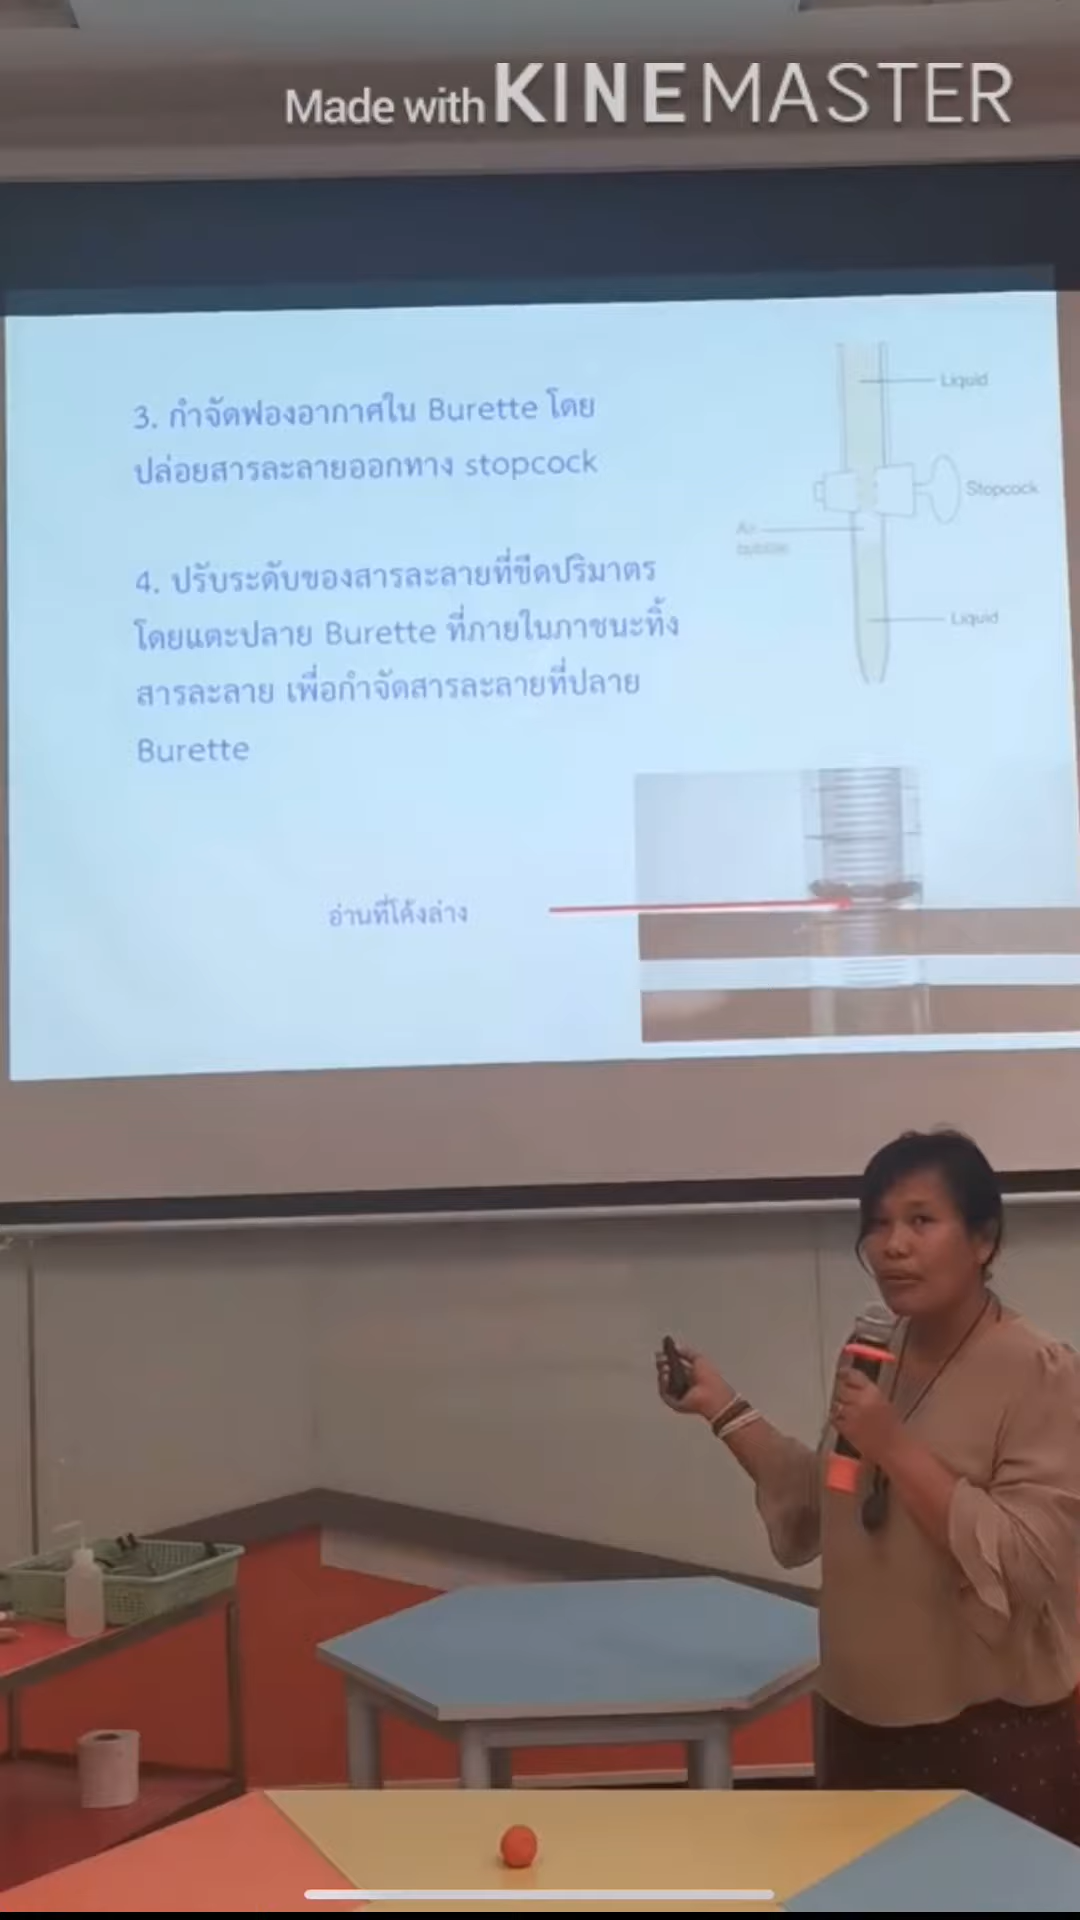 Made with KINEMASTER
3. กำจัดฟองอากาศใน Burette โดย
ปล่อยสารละลายออกทาง stopcock
4. ปรับระดับของสารละลายที่ขีดปริมาตร
โดยแตะปลาย Burette ที่ภายในภาชนะทิ้ง
สารละลาย เพื่อกำจัดสารละลายที่ปลาย
Burette
Liquid
Stopcock
Air
bubble
Liquid
อ่านที่โค้งล่าง